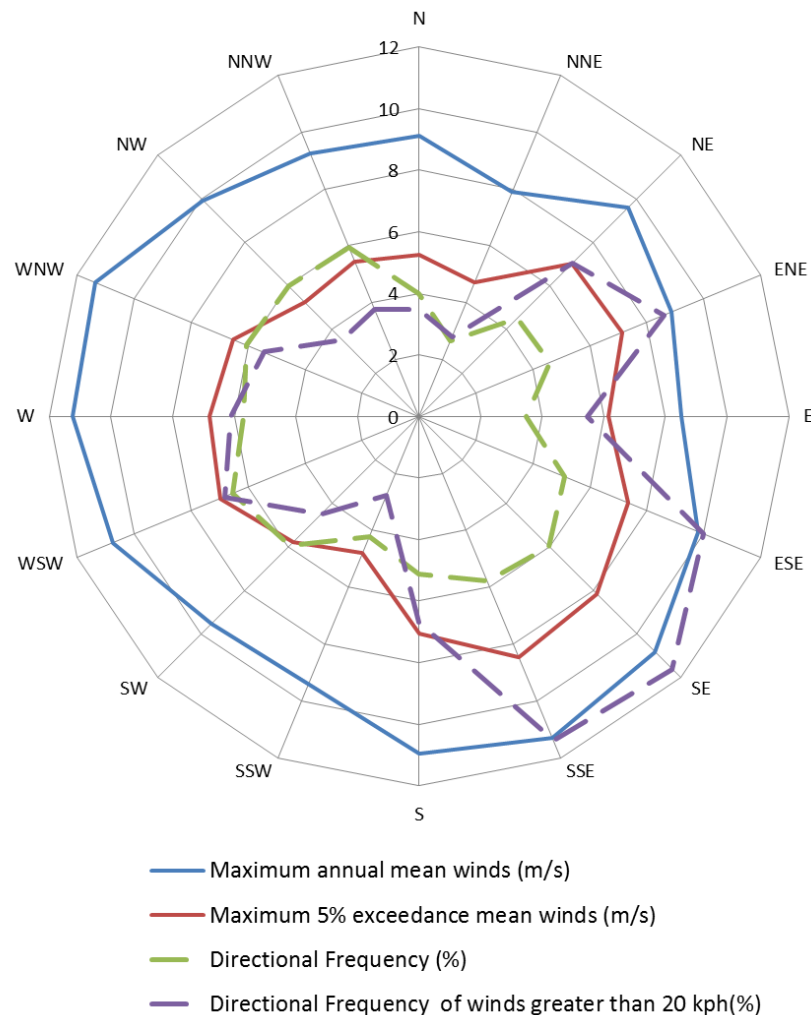 N
12
NNW
NNE
10
NW
NE
8
6
WNW
ENE
4
2
W
0
E
WSW
ESE
SW
SE
SSW
SSE
S
Maximum annual mean winds (m/s)
Maximum 5% exceedance mean winds (m/s)
Directional Frequency (%)
Directional Frequency of winds greater than 20 kph(%)